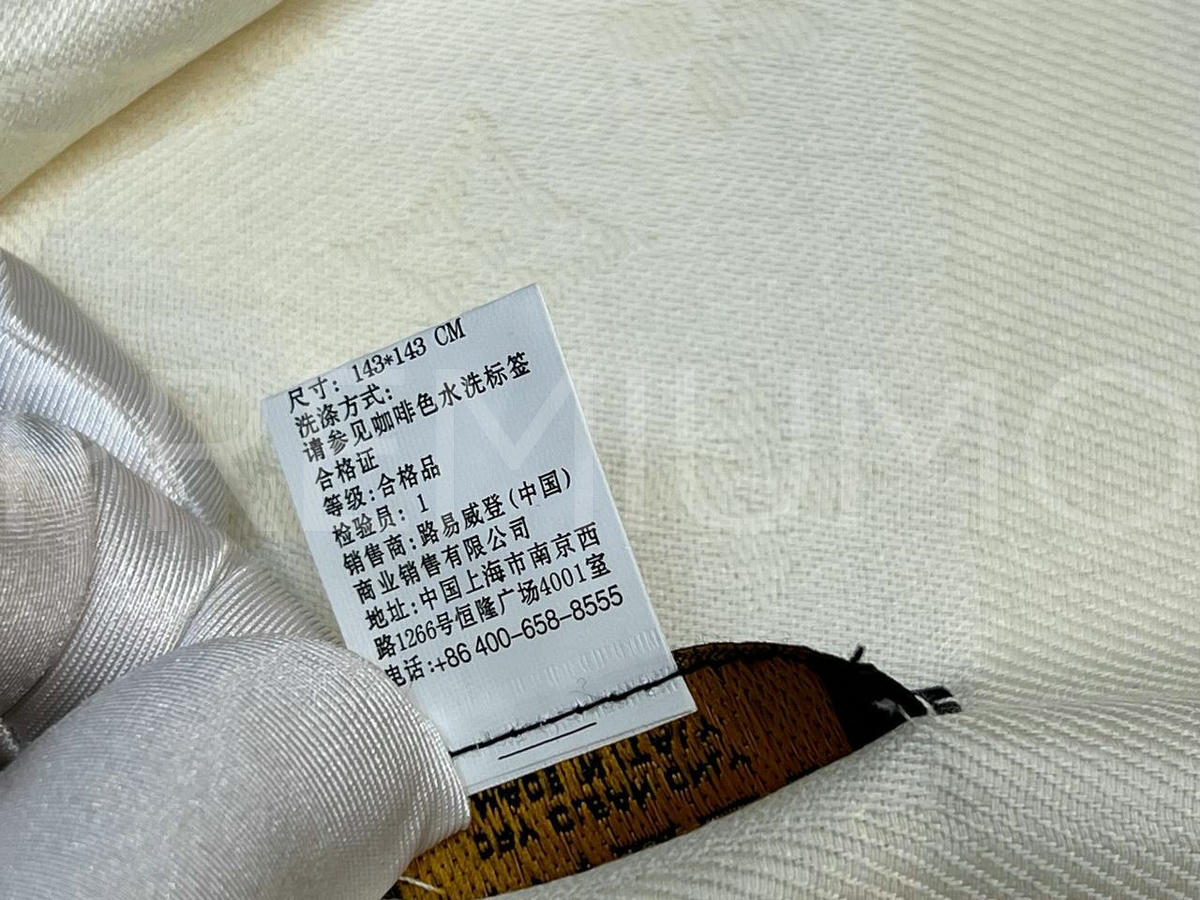 尺寸: 143*143 CM
洗涤方式:
请参见咖啡色水洗标签
合格证
等级:合格品
检验员: 1
销售商:路易威登(中国)
商业销售有限公司
地址:中国上海市南京西
路1266号恒隆广场4001室
电话:+86 400-658-8555